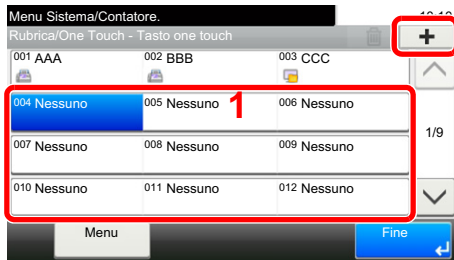 Menu Sistema/Contatore.
Rubrica/One Touch - Tasto one touch
+
001 AAA 002 BBB 003 CCC
004 Nessuno 005 Nessuno 1 006 Nessuno
1/9
007 Nessuno 008 Nessuno 009 Nessuno
010 Nessuno 011 Nessuno 012 Nessuno
Menu Fine